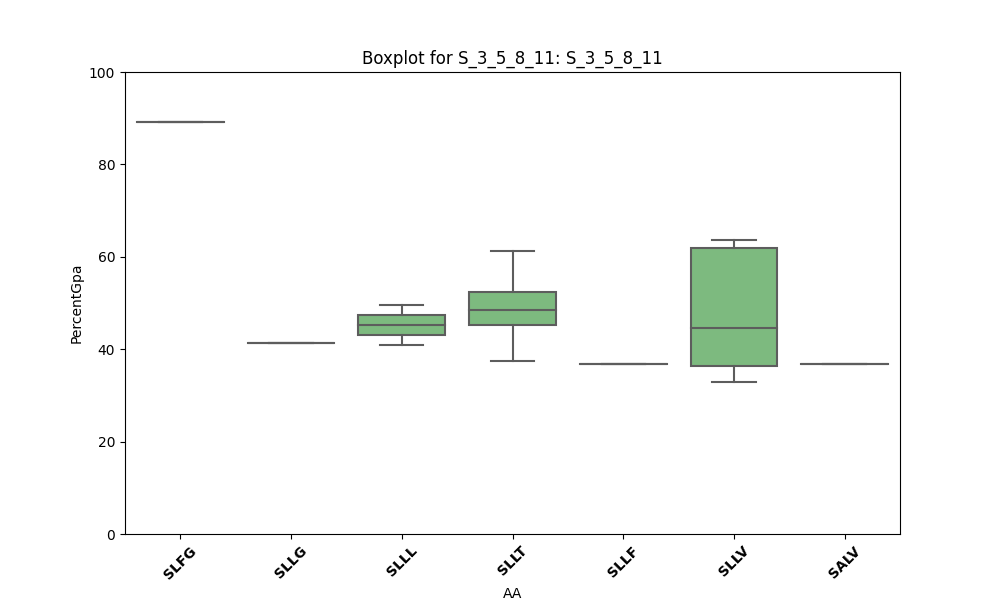 Boxplot for S_3_5_8_11: S_3_5_8_11
PercentGpa
100
80
60
40
20
0
SLFG
SLLG
SLLL
SLLT
SLLF
SLLV
SALV
AA